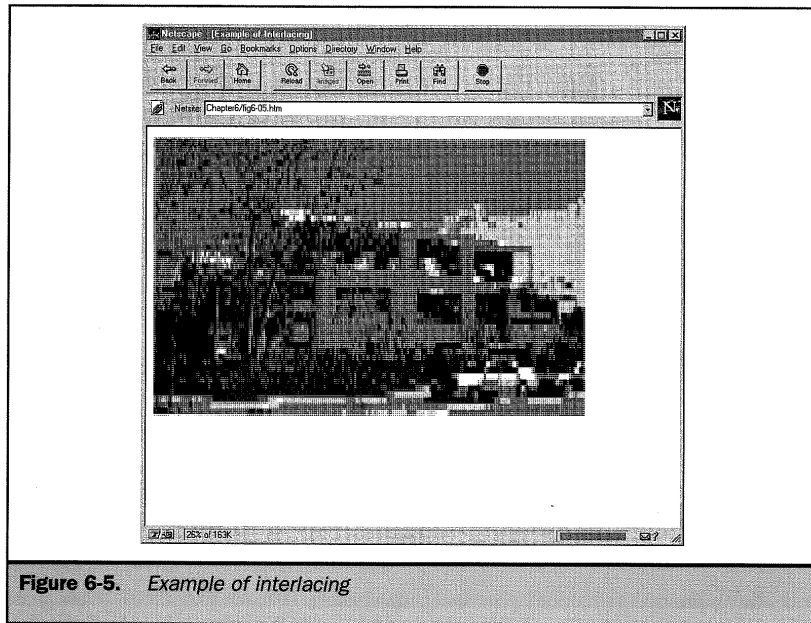 Netscape - [Example of Interlacing]
File Edit View Go Bookmarks Options Directory Window Help
Back Forward Home Reload Images Open Print Find Stop
Netsite: Chapter6/fig6-05.htm
N
26% of 163K
?
Figure 6-5. Example of interlacing